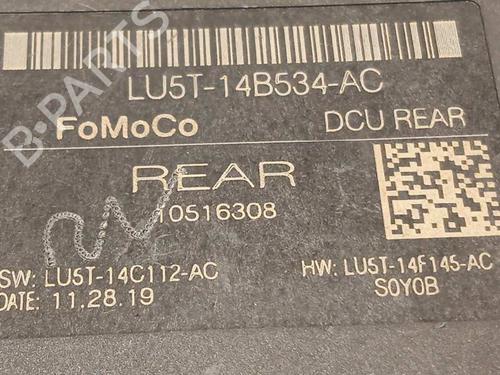 LU5T-14B534-AC
FoMoCo DCU REAR
REAR
10516308
SW: LU5T-14C112-AC HW: LU5T-14F145-AC
DATE: 11.28.19 S0Y0B
B-PARTS